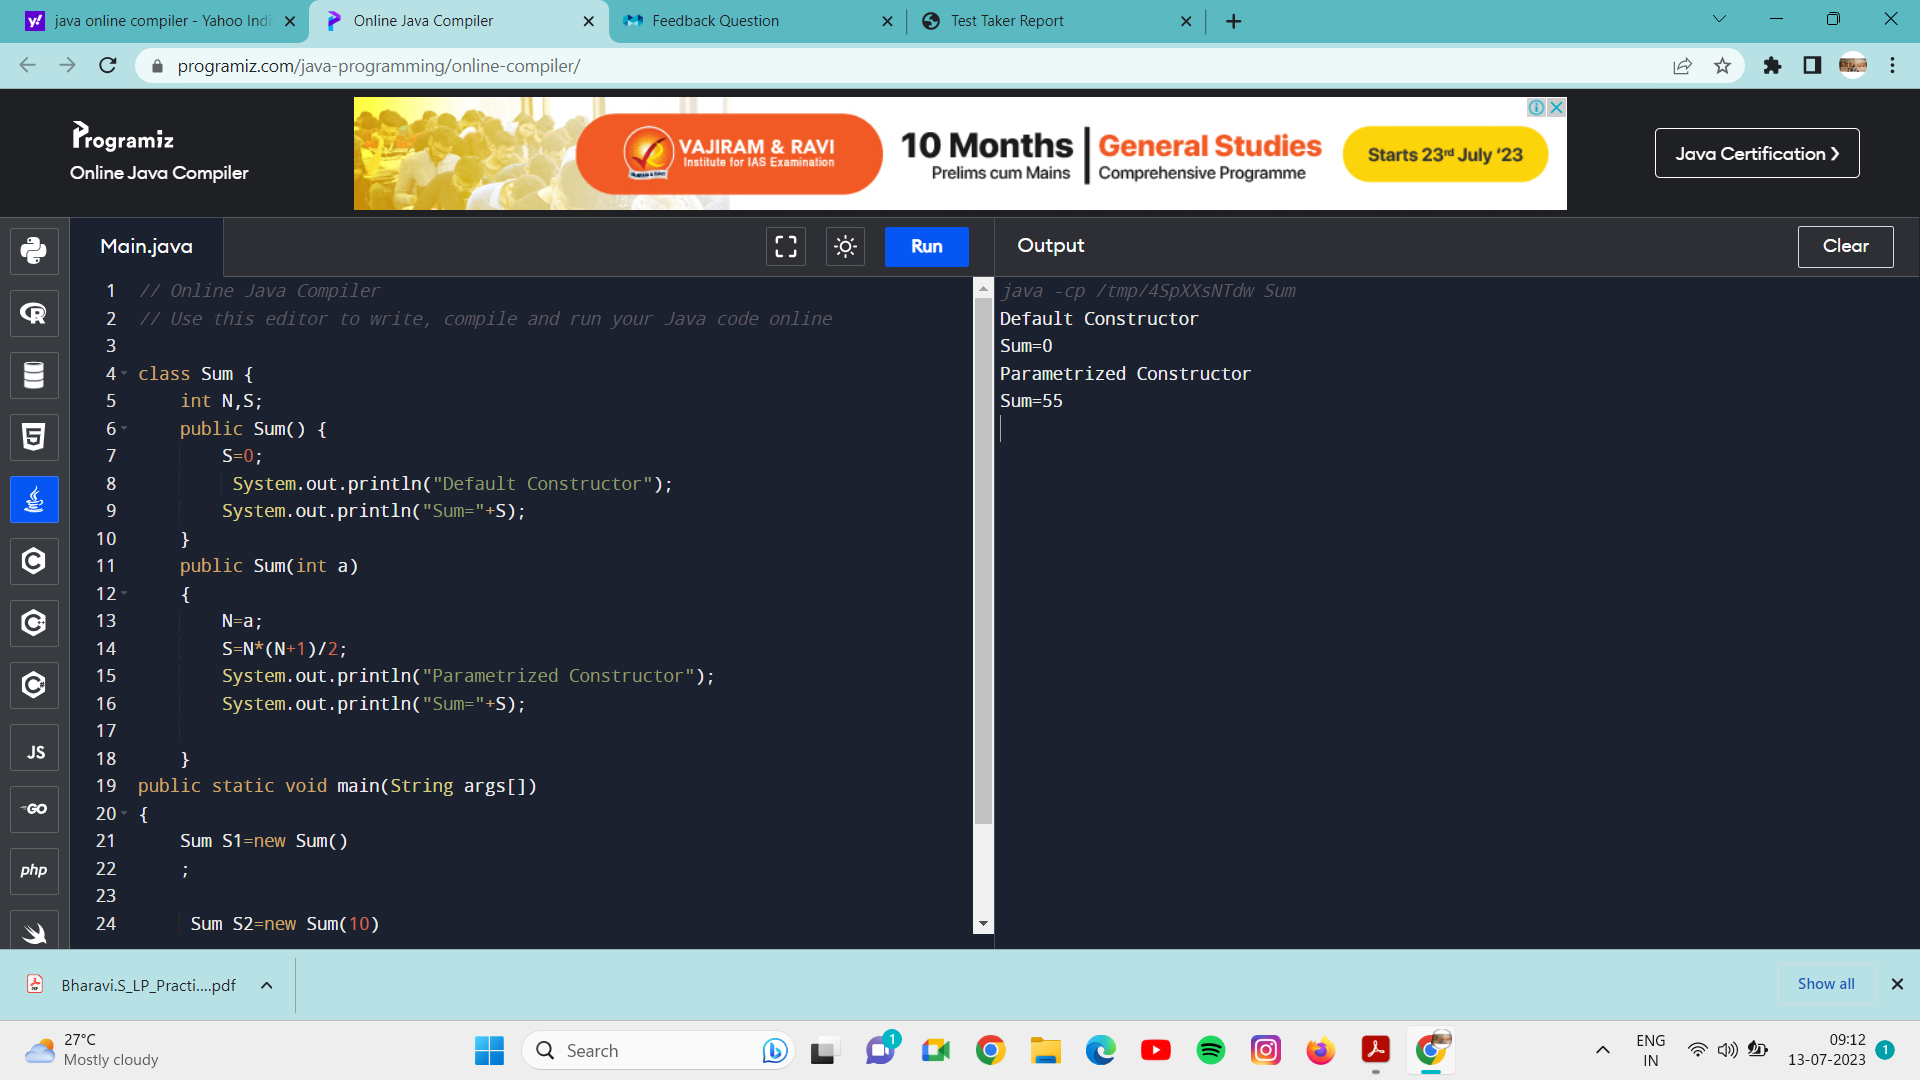 java online compiler - Yahoo Indi
Online Java Compiler
Feedback Question
Test Taker Report
programiz.com/java-programming/online-compiler/
Programiz
Online Java Compiler
VAJIRAM & RAVI
Institute for IAS Examination
10 Months
Prelims cum Mains
General Studies
Comprehensive Programme
Starts 23rd July '23
Java Certification ❯
Main.java
Run
Output
Clear
1 // Online Java Compiler
2 // Use this editor to write, compile and run your Java code online
3
4 class Sum {
5 int N,S;
6 public Sum() {
7 S=0;
8 System.out.println("Default Constructor");
9 System.out.println("Sum="+S);
10 }
11 public Sum(int a)
12 {
13 N=a;
14 S=N*(N+1)/2;
15 System.out.println("Parametrized Constructor");
16 System.out.println("Sum="+S);
17
18 }
19 public static void main(String args[])
20 {
21 Sum S1=new Sum()
22 ;
23
24 Sum S2=new Sum(10)
java -cp /tmp/4SpXXsNTdw Sum
Default Constructor
Sum=0
Parametrized Constructor
Sum=55
R
5
C
C
C
JS
GO
php
Bharavi.S_LP_Practi....pdf
Show all
27°C
Mostly cloudy
Search
1
ENG
IN
09:12
13-07-2023
1